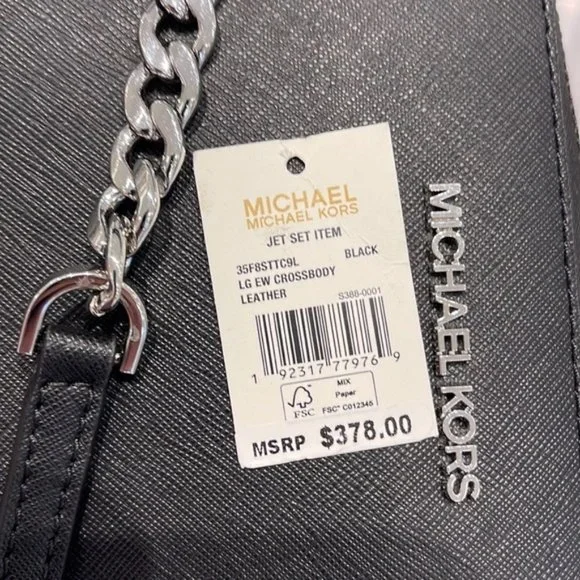 MICHAEL
MICHAEL KORS
JET SET ITEM
35F8STTC9L BLACK
LG EW CROSSBODY
LEATHER S388-0001
1 92317 77976 9
FSC
MIX
Paper
FSC® C012345
MSRP $378.00
MICHAEL KORS